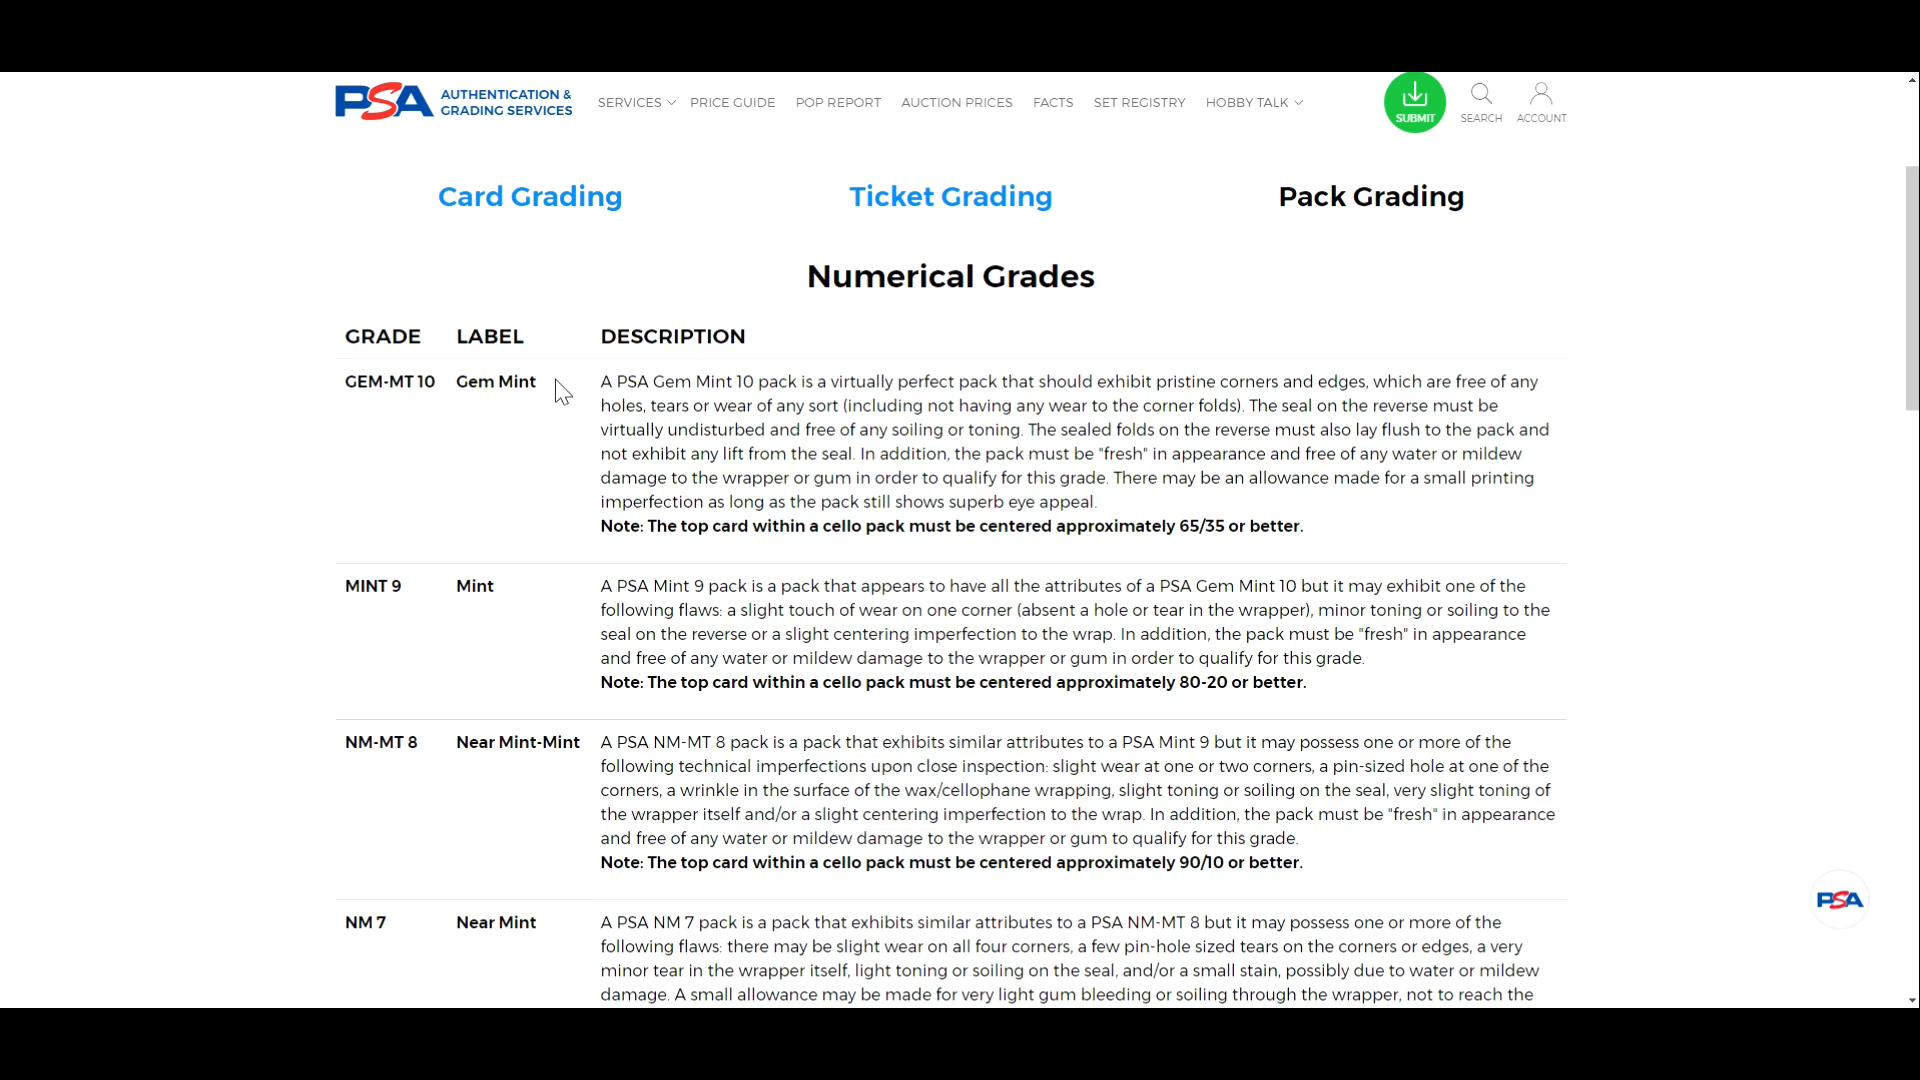 PSA AUTHENTICATION &
GRADING SERVICES
SERVICES PRICE GUIDE POP REPORT AUCTION PRICES FACTS SET REGISTRY HOBBY TALK
SUBMIT SEARCH ACCOUNT
Card Grading Ticket Grading Pack Grading
Numerical Grades
GRADE LABEL DESCRIPTION
GEM-MT 10 Gem Mint A PSA Gem Mint 10 pack is a virtually perfect pack that should exhibit pristine corners and edges, which are free of any
holes, tears or wear of any sort (including not having any wear to the corner folds). The seal on the reverse must be
virtually undisturbed and free of any soiling or toning. The sealed folds on the reverse must also lay flush to the pack and
not exhibit any lift from the seal. In addition, the pack must be "fresh" in appearance and free of any water or mildew
damage to the wrapper or gum in order to qualify for this grade. There may be an allowance made for a small printing
imperfection as long as the pack still shows superb eye appeal.
Note: The top card within a cello pack must be centered approximately 65/35 or better.
MINT 9 Mint A PSA Mint 9 pack is a pack that appears to have all the attributes of a PSA Gem Mint 10 but it may exhibit one of the
following flaws: a slight touch of wear on one corner (absent a hole or tear in the wrapper), minor toning or soiling to the
seal on the reverse or a slight centering imperfection to the wrap. In addition, the pack must be "fresh" in appearance
and free of any water or mildew damage to the wrapper or gum in order to qualify for this grade.
Note: The top card within a cello pack must be centered approximately 80-20 or better.
NM-MT 8 Near Mint-Mint A PSA NM-MT 8 pack is a pack that exhibits similar attributes to a PSA Mint 9 but it may possess one or more of the
following technical imperfections upon close inspection: slight wear at one or two corners, a pin-sized hole at one of the
corners, a wrinkle in the surface of the wax/cellophane wrapping, slight toning or soiling on the seal, very slight toning of
the wrapper itself and/or a slight centering imperfection to the wrap. In addition, the pack must be "fresh" in appearance
and free of any water or mildew damage to the wrapper or gum to qualify for this grade.
Note: The top card within a cello pack must be centered approximately 90/10 or better.
PSA
NM 7 Near Mint A PSA NM 7 pack is a pack that exhibits similar attributes to a PSA NM-MT 8 but it may possess one or more of the
following flaws: there may be slight wear on all four corners, a few pin-hole sized tears on the corners or edges, a very
minor tear in the wrapper itself, light toning or soiling on the seal, and/or a small stain, possibly due to water or mildew
damage. A small allowance may be made for very light gum bleeding or soiling through the wrapper, not to reach the